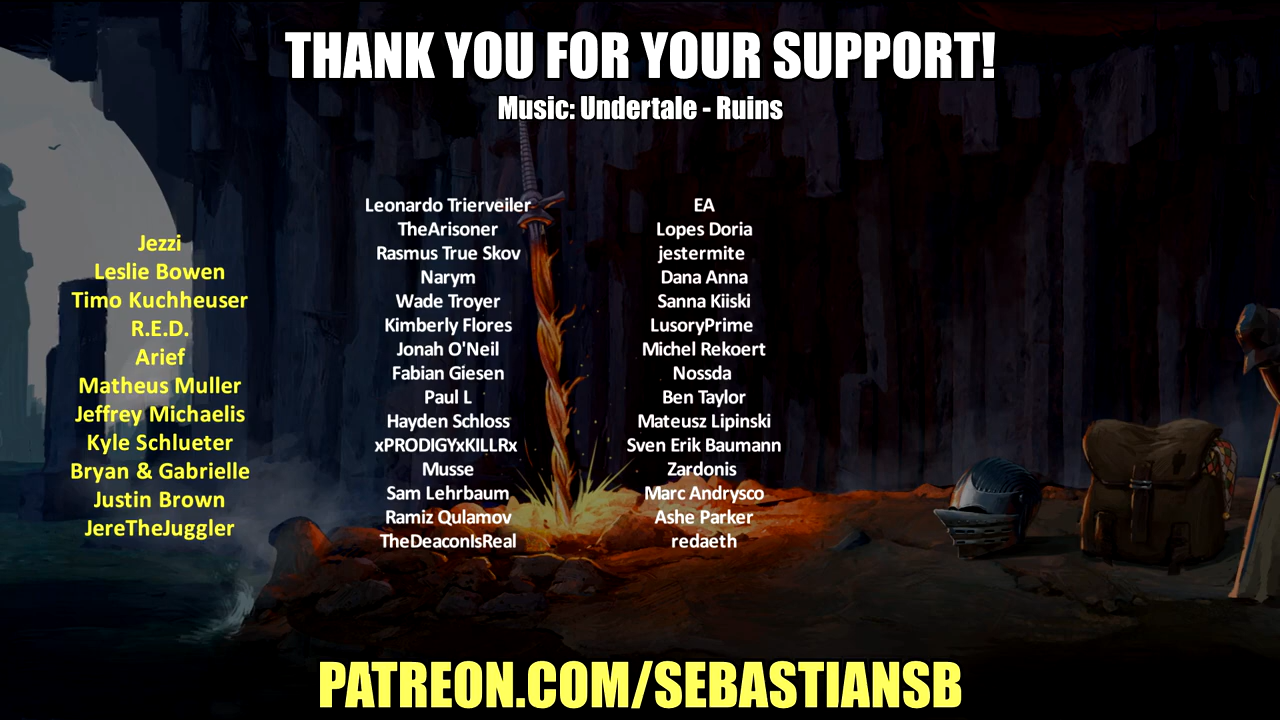 THANK YOU FOR YOUR SUPPORT!
Music: Undertale - Ruins
Jezzi
Leslie Bowen
Timo Kuchheuser
R.E.D.
Arief
Matheus Muller
Jeffrey Michaelis
Kyle Schlueter
Bryan & Gabrielle
Justin Brown
JereTheJuggler
Leonardo Trierveiler
TheArisoner
Rasmus True Skov
Narym
Wade Troyer
Kimberly Flores
Jonah O'Neil
Fabian Giesen
Paul L
Hayden Schloss
xPRODIGYxKILLRx
Musse
Sam Lehrbaum
Ramiz Qulamov
TheDeaconIsReal
EA
Lopes Doria
jestermite
Dana Anna
Sanna Kiiski
LusoryPrime
Michel Rekoert
Nossda
Ben Taylor
Mateusz Lipinski
Sven Erik Baumann
Zardonis
Marc Andrysco
Ashe Parker
redaeth
PATREON.COM/SEBASTIANSB